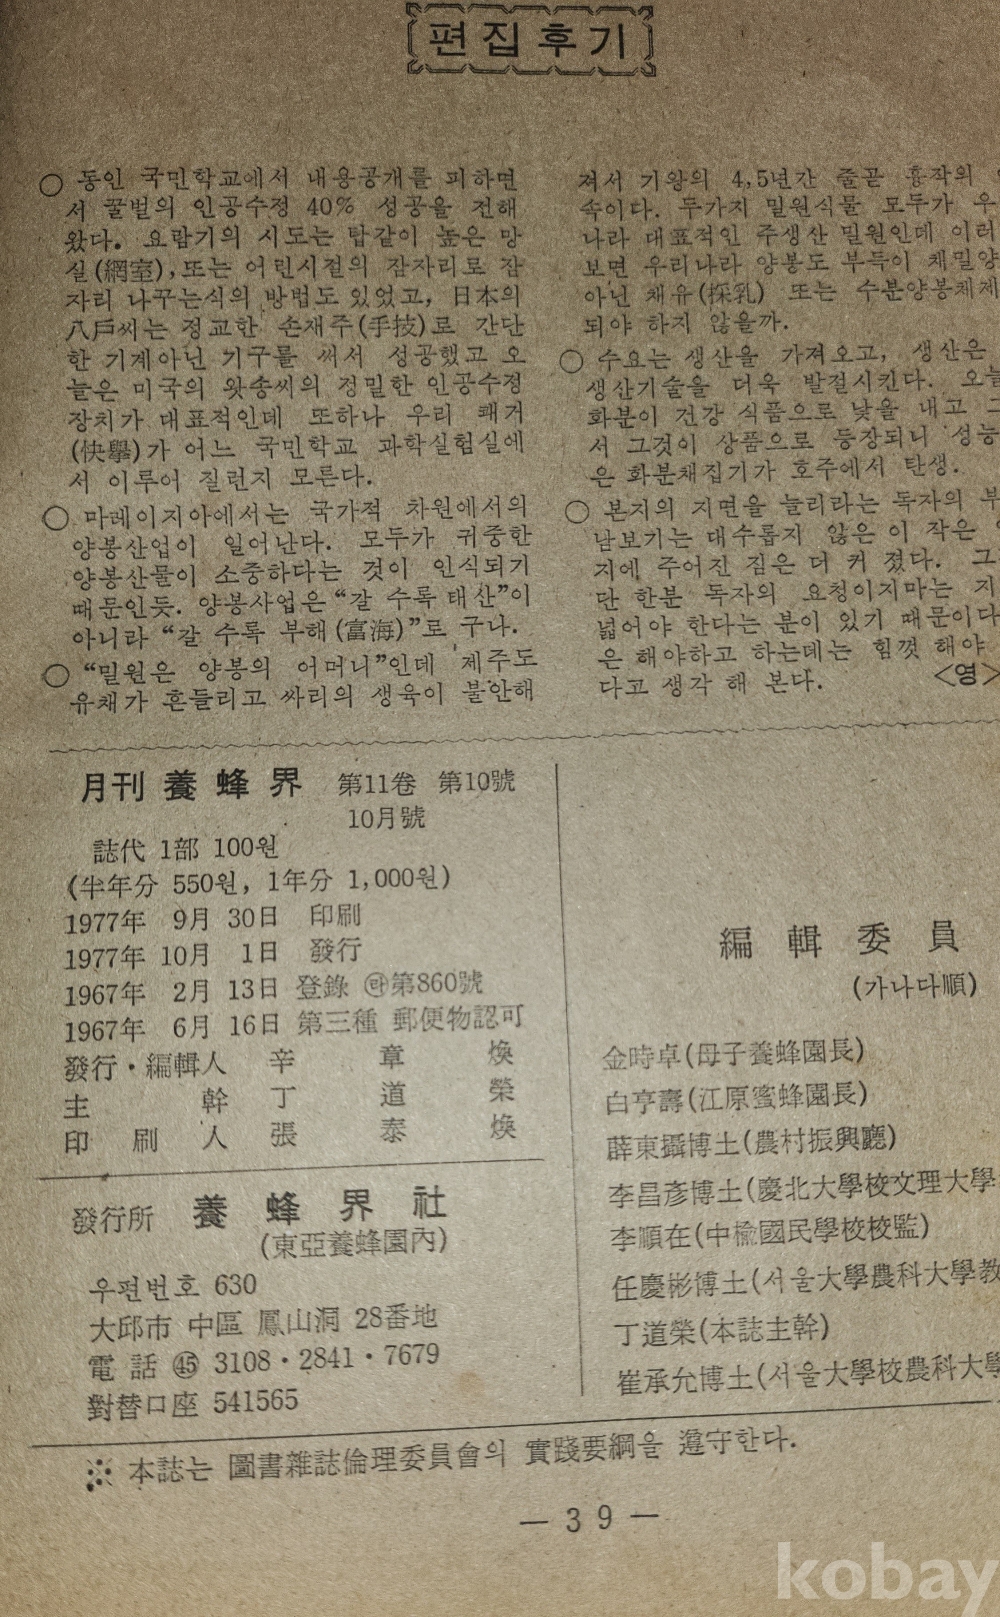 편집후기
○ 동인 국민학교에서 내용공개를 피하면
서 꿀벌의 인공수정 40% 성공을 전해
왔다. 요람기의 시도는 탑같이 높은 망
실(網室),또는 어린시절의 잠자리로 잠
자리 나꾸는식의 방법도 있었고, 日本의
八戶씨는 정교한 손재주(手技)로 간단
한 기계아닌 기구를 써서 성공했고 오
늘은 미국의 왓송씨의 정밀한 인공수정
장치가 대표적인데 또하나 우리 쾌거
(快擧)가 어느 국민학교 과학실험실에
서 이루어 질런지 모른다.
○ 마레이지아에서는 국가적 차원에서의
양봉산업이 일어난다. 모두가 귀중한
양봉산물이 소중하다는 것이 인식되기
때문인듯. 양봉사업은 “갈 수록 태산”이
아니라 “갈 수록 부해(富海)”로 구나.
○ “밀원은 양봉의 어머니”인데 제주도
유채가 흔들리고 싸리의 생육이 불안해
져서 기왕의 4,5년간 줄곧 흉작의
속이다. 두가지 밀원식물 모두가 우
나라 대표적인 주생산 밀원인데 이러
보면 우리나라 양봉도 부득이 채밀양
아닌 채유(採乳) 또는 수분양봉체제
되야 하지 않을까.
○ 수요는 생산을 가져오고, 생산은
생산기술을 더욱 발절시킨다. 오늘
화분이 건강 식품으로 낯을 내고 그
서 그것이 상품으로 등장되니 성능
은 화분채집기가 호주에서 탄생.
○ 본지의 지면을 늘리라는 독자의 부
남보기는 대수롭지 않은 이 작은
지에 주어진 짐은 더 커 졌다. 그
단 한분 독자의 요청이지마는 지
넓어야 한다는 분이 있기 때문이다
은 해야하고 하는데는 힘껏 해야
다고 생각 해 본다. <영>
月刊 養蜂界 第11卷 第10號
10月號
誌代 1部 100원
(半年分 550원, 1年分 1,000원)
1977年 9月 30日 印刷
1977年 10月 1日 發行
1967年 2月 13日 登錄 ㉮第860號
1967年 6月 16日 第三種 郵便物認可
發行・編輯人 辛章煥
主幹 丁道榮
印刷人 張泰煥
發行所 養蜂界社
(東亞養蜂園內)
우편번호 630
大邱市 中區 鳳山洞 28番地
電話 ㊺ 3108・2841・7679
對替口座 541565
編輯委員
(가나다順)
金時卓(母子養蜂園長)
白亨壽(江原蜜蜂園長)
薛東攝博士(農村振興廳)
李昌彥博士(慶北大學校文理大學
李順在(中楡國民學校校監)
任慶彬博士(서울大學農科大學敎
丁道榮(本誌主幹)
崔承允博士(서울大學校農科大學
※ 本誌는 圖書雜誌倫理委員會의 實踐要綱을 遵守한다.
— 39 —
kobay